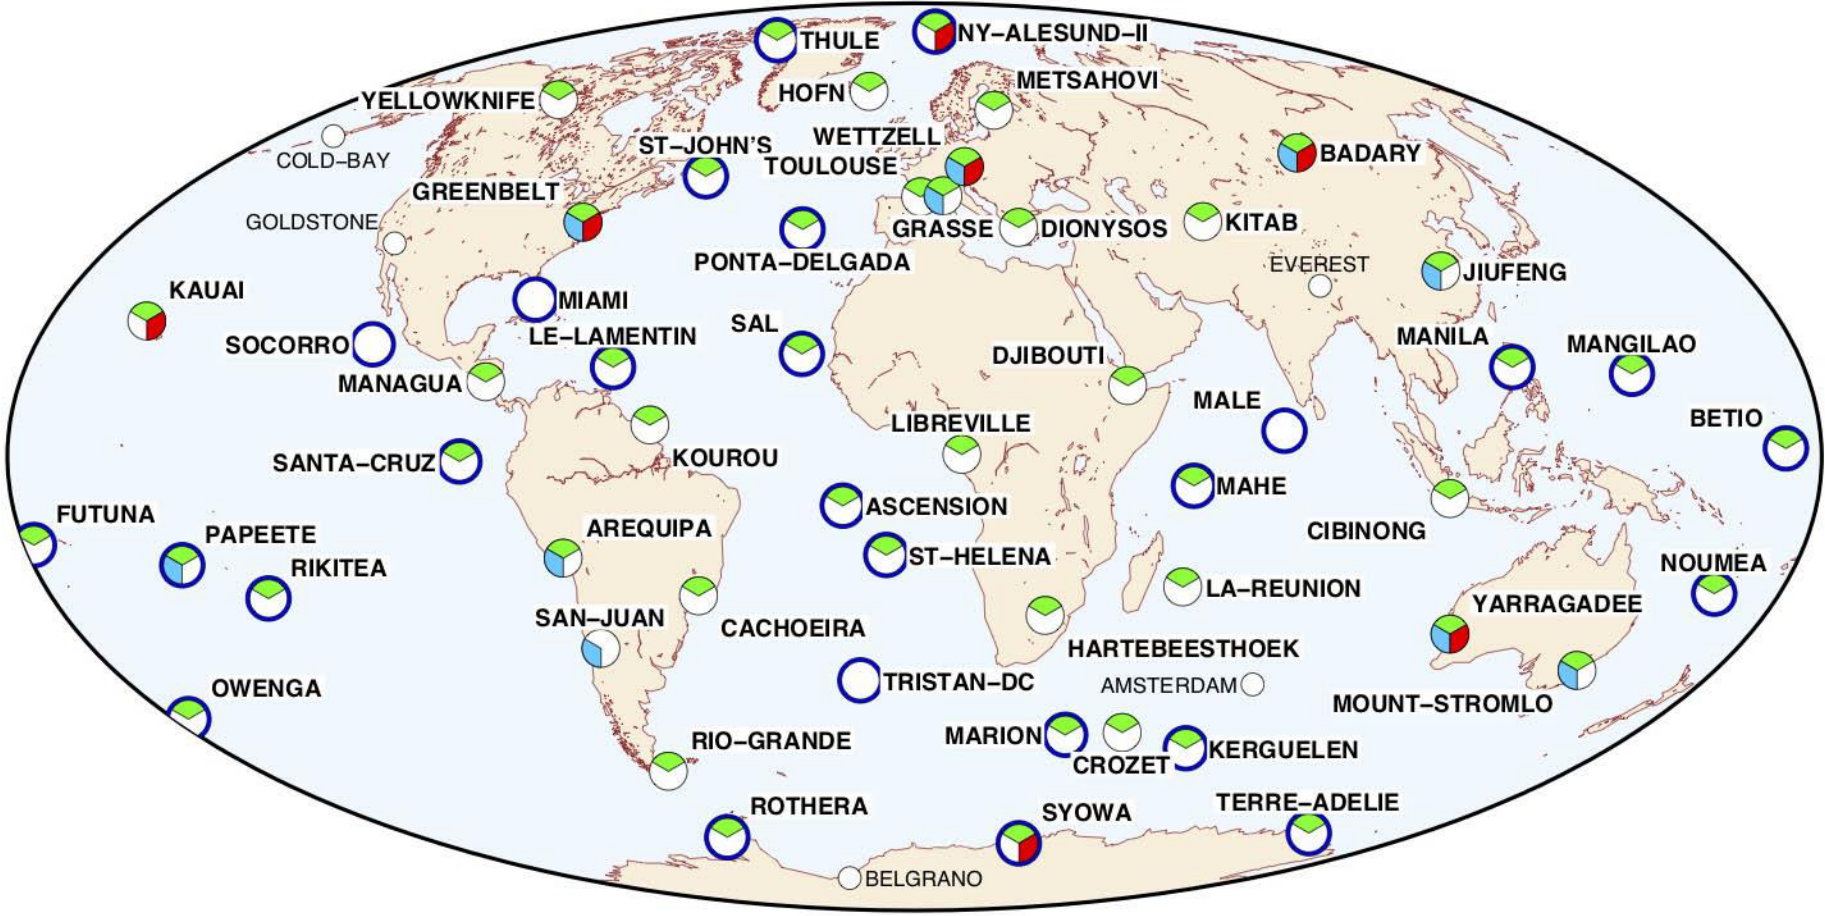 THULE
NY-ALESUND-II
METSAHOVI
HOFN
YELLOWKNIFE
WETTZELL
ST-JOHN'S
BADARY
COLD-BAY
TOULOUSE
GREENBELT
GOLDSTONE
GRASSE
DIONYSOS
KITAB
PONTA-DELGADA
EVEREST
JIUFENG
KAUAI
MIAMI
SAL
LE-LAMENTIN
MANILA
MANGILAO
SOCORRO
DJIBOUTI
MANAGUA
MALE
BETIO
LIBREVILLE
KOUROU
SANTA-CRUZ
MAHE
ASCENSION
FUTUNA
AREQUIPA
CIBINONG
PAPEETE
ST-HELENA
NOUMEA
RIKITEA
LA-REUNION
YARRAGADEE
SAN-JUAN
CACHOEIRA
HARTEBEESTHOEK
TRISTAN-DC
AMSTERDAM
OWENGA
MOUNT-STROMLO
MARION
RIO-GRANDE
KERGUELEN
CROZET
TERRE-ADELIE
ROTHERA
SYOWA
BELGRANO